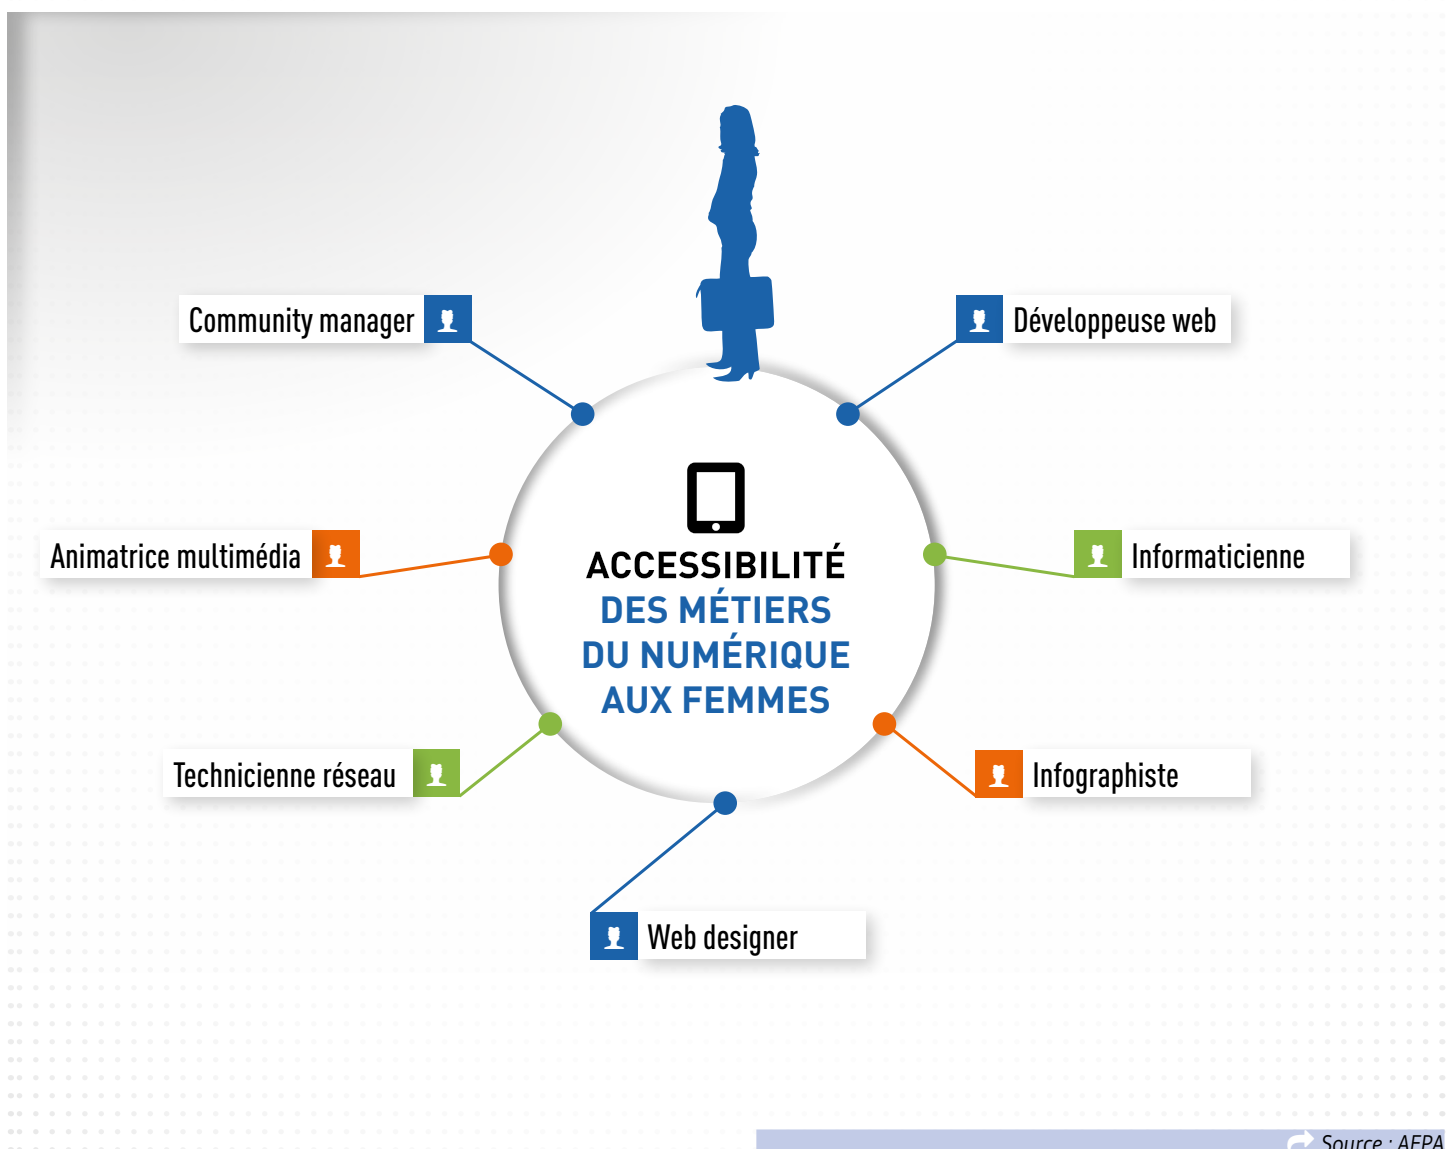 Community manager
Développeuse web
Animatrice multimédia
ACCESSIBILITÉ
DES MÉTIERS
DU NUMÉRIQUE
AUX FEMMES
Informaticienne
Technicienne réseau
Infographiste
Web designer
Source : AFPA